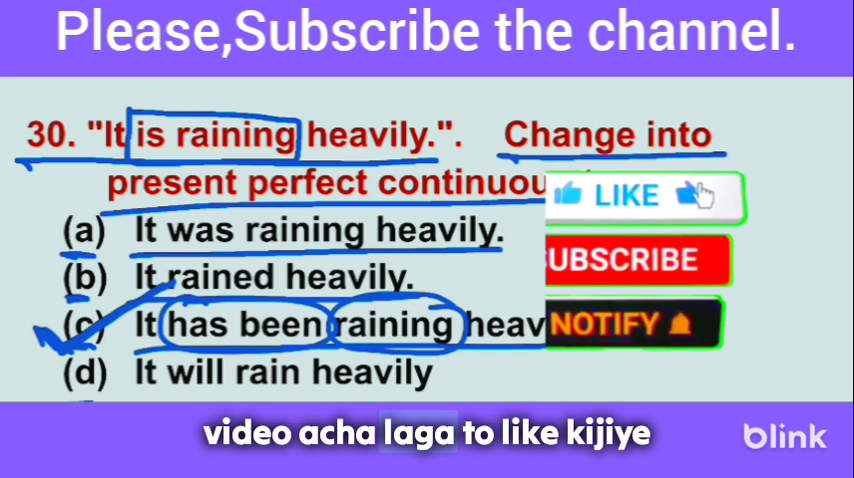 Please,Subscribe the channel.
30. "It is raining heavily.". Change into
present perfect continuou
LIKE
(a) It was raining heavily.
UBSCRIBE
(b) It rained heavily.
(c) It has been raining heav
NOTIFY
(d) It will rain heavily
video acha laga to like kijiye
blink